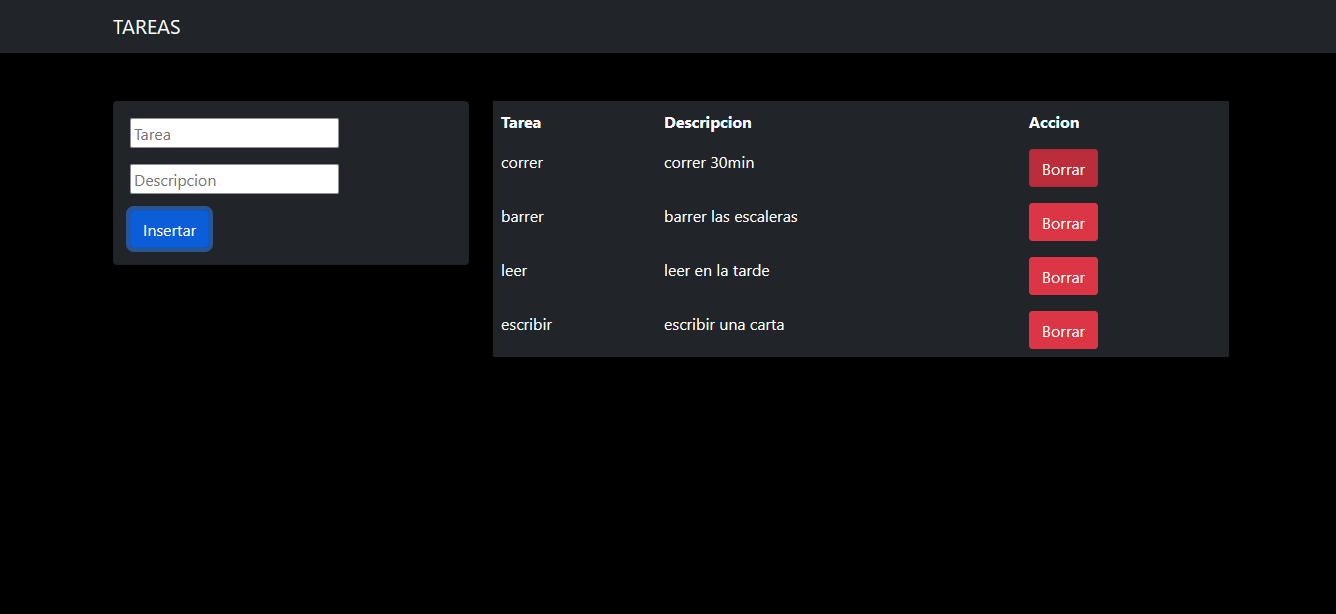 TAREAS
Tarea
Descripcion
Insertar
Tarea Descripcion Accion
correr correr 30min Borrar
barrer barrer las escaleras Borrar
leer leer en la tarde Borrar
escribir escribir una carta Borrar